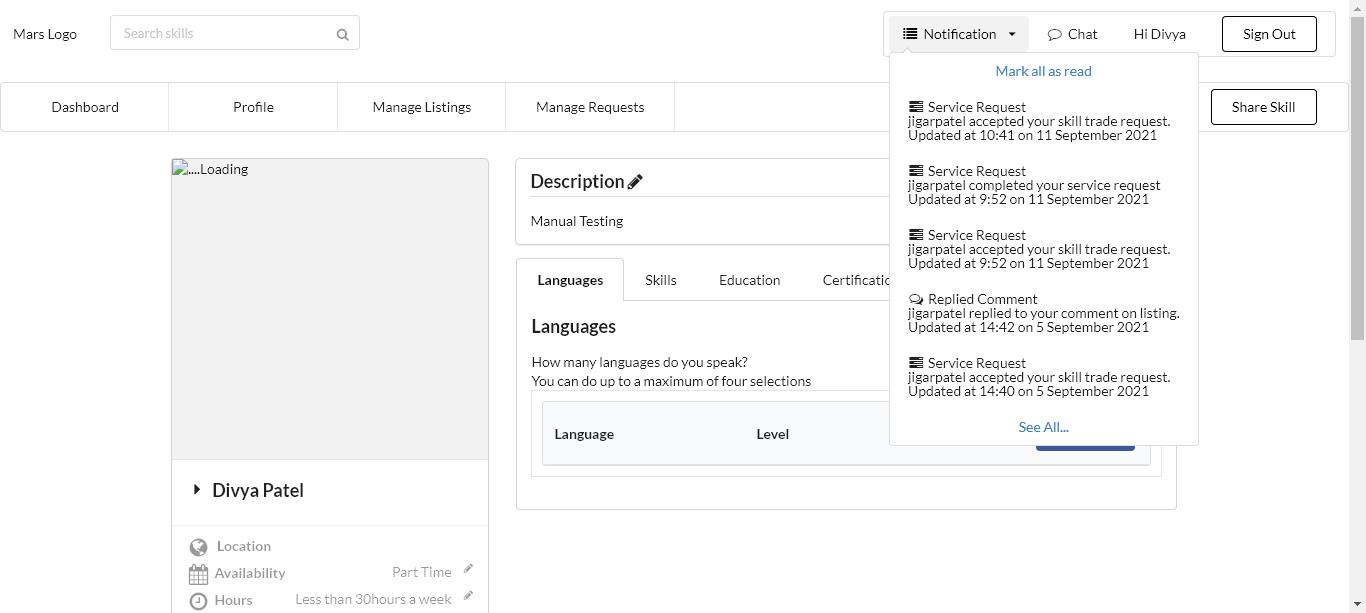 Mars Logo
Search skills
Notification
Chat
Hi Divya
Sign Out
Mark all as read
Dashboard
Profile
Manage Listings
Manage Requests
Share Skill
Service Request
jigarpatel accepted your skill trade request.
Updated at 10:41 on 11 September 2021
Service Request
jigarpatel completed your service request
Updated at 9:52 on 11 September 2021
Service Request
jigarpatel accepted your skill trade request.
Updated at 9:52 on 11 September 2021
Replied Comment
jigarpatel replied to your comment on listing.
Updated at 14:42 on 5 September 2021
Service Request
jigarpatel accepted your skill trade request.
Updated at 14:40 on 5 September 2021
See All...
....Loading
Divya Patel
Location
Availability
Part Time
Hours
Less than 30hours a week
Description
Manual Testing
Languages
Skills
Education
Languages
How many languages do you speak?
You can do up to a maximum of four selections
Language
Level